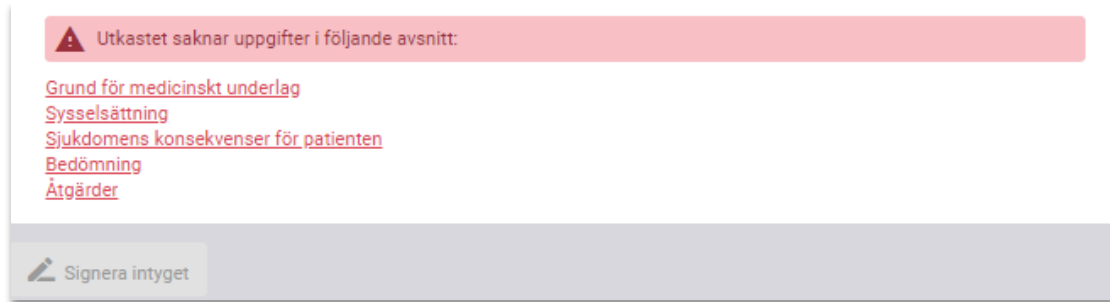 Utkastet saknar uppgifter i följande avsnitt:
Grund för medicinskt underlag
Sysselsättning
Sjukdomens konsekvenser för patienten
Bedömning
Åtgärder
Signera intyget